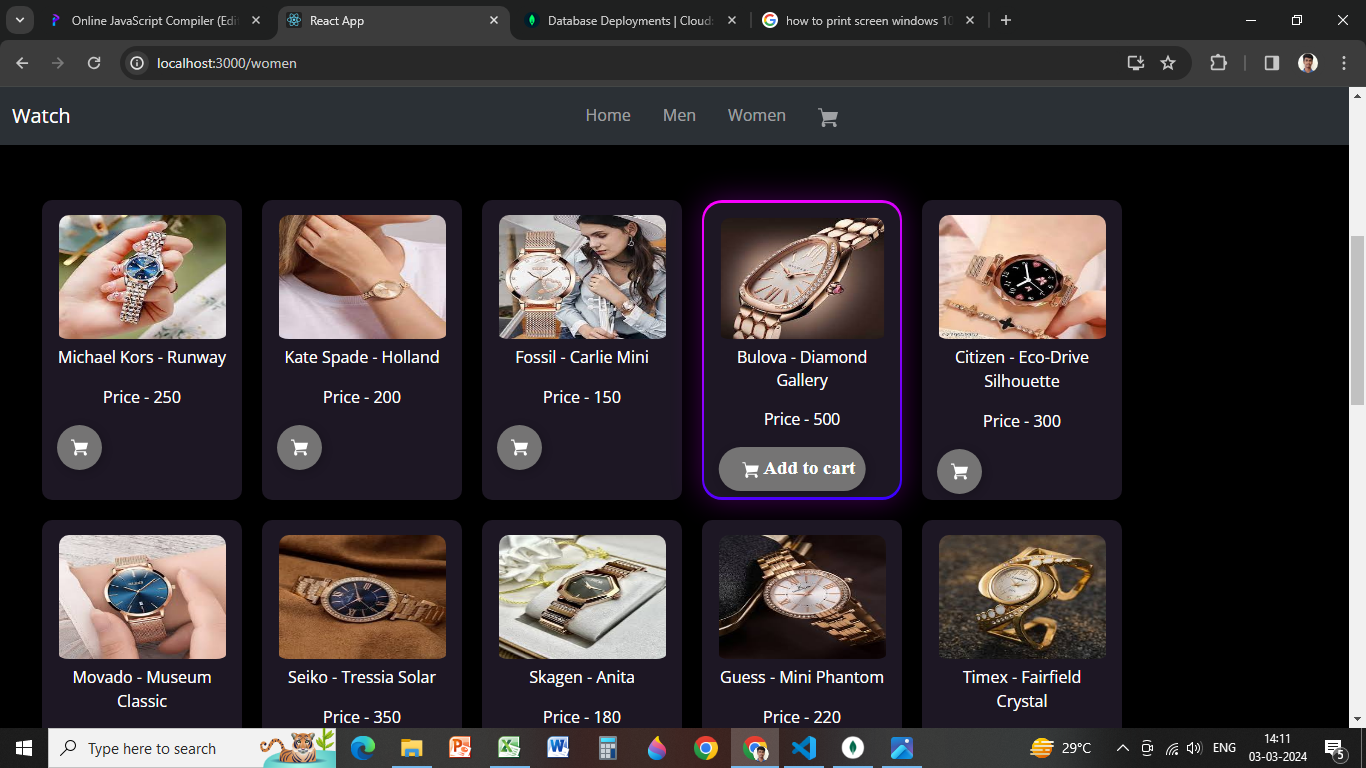 Online JavaScript Compiler (Edi
React App
Database Deployments | Cloud:
how to print screen windows 10
localhost:3000/women
Watch
Home
Men
Women
Michael Kors - Runway
Price - 250
Kate Spade - Holland
Price - 200
Fossil - Carlie Mini
Price - 150
Bulova - Diamond
Gallery
Price - 500
Add to cart
Citizen - Eco-Drive
Silhouette
Price - 300
Movado - Museum
Classic
Seiko - Tressia Solar
Price - 350
Skagen - Anita
Price - 180
Guess - Mini Phantom
Price - 220
Timex - Fairfield
Crystal
Type here to search
29°C
ENG
14:11
03-03-2024
5